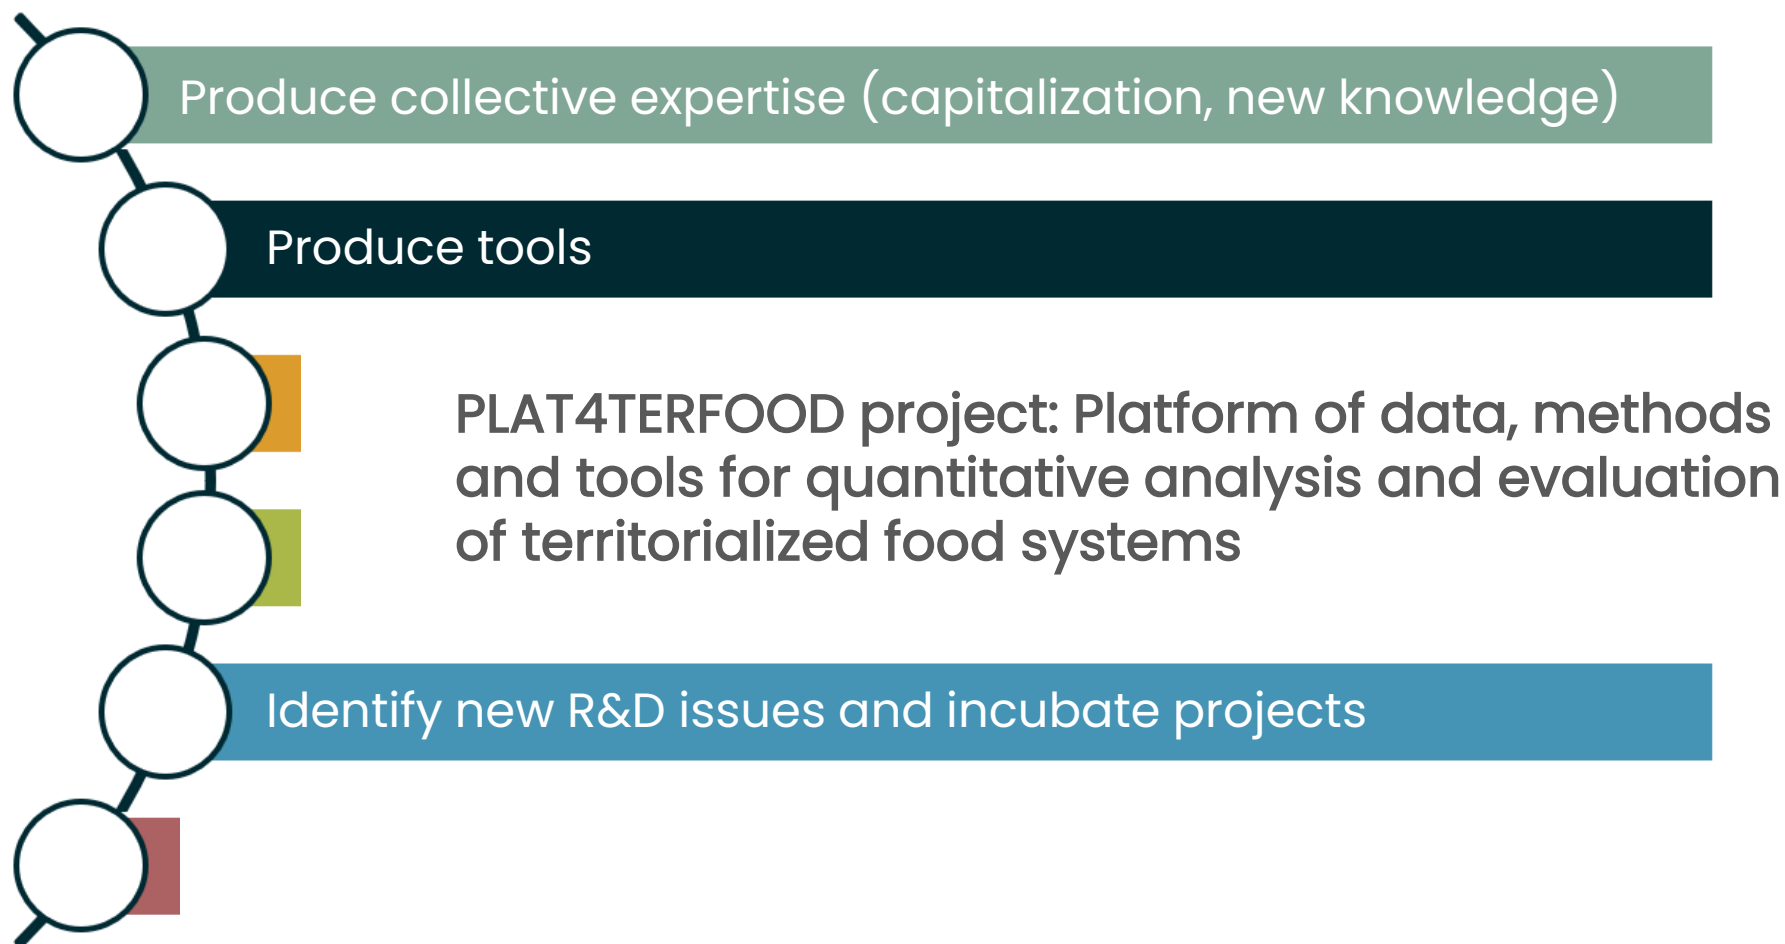 Produce collective expertise (capitalization, new knowledge)
Produce tools
PLAT4TERFOOD project: Platform of data, methods
and tools for quantitative analysis and evaluation
of territorialized food systems
Identify new R&D issues and incubate projects